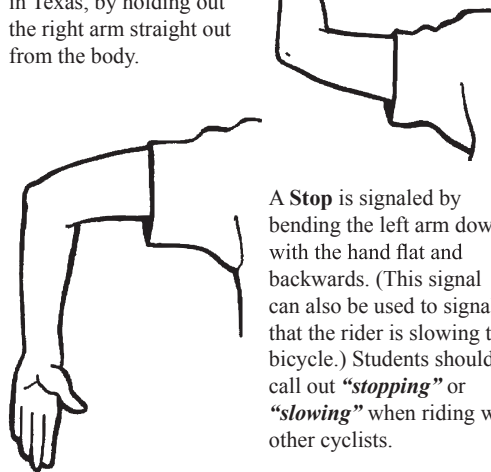 in Texas, by holding out
the right arm straight out
from the body.
A Stop is signaled by
bending the left arm dow
with the hand flat and
backwards. (This signal
can also be used to signa
that the rider is slowing t
bicycle.) Students should
call out “stopping” or
“slowing” when riding w
other cyclists.